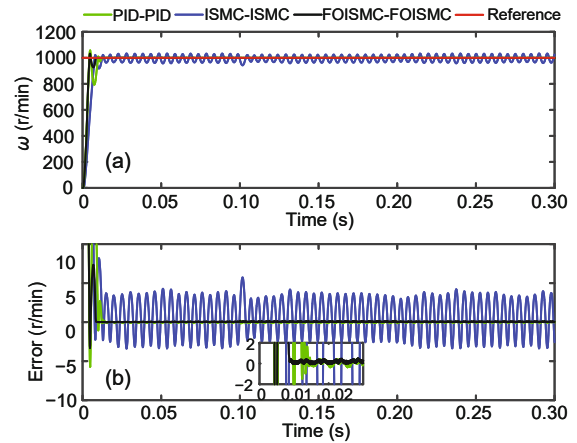 PID-PID ISMC-ISMC FOISMC-FOISMC Reference
1200
1000
800
600
400
200
0
ω (r/min)
(a)
0 0.05 0.10 0.15 0.20 0.25 0.30
Time (s)
10
5
0
−5
−10
Error (r/min)
(b)
2
0
−2
0 0.01 0.02
0 0.05 0.10 0.15 0.20 0.25 0.30
Time (s)